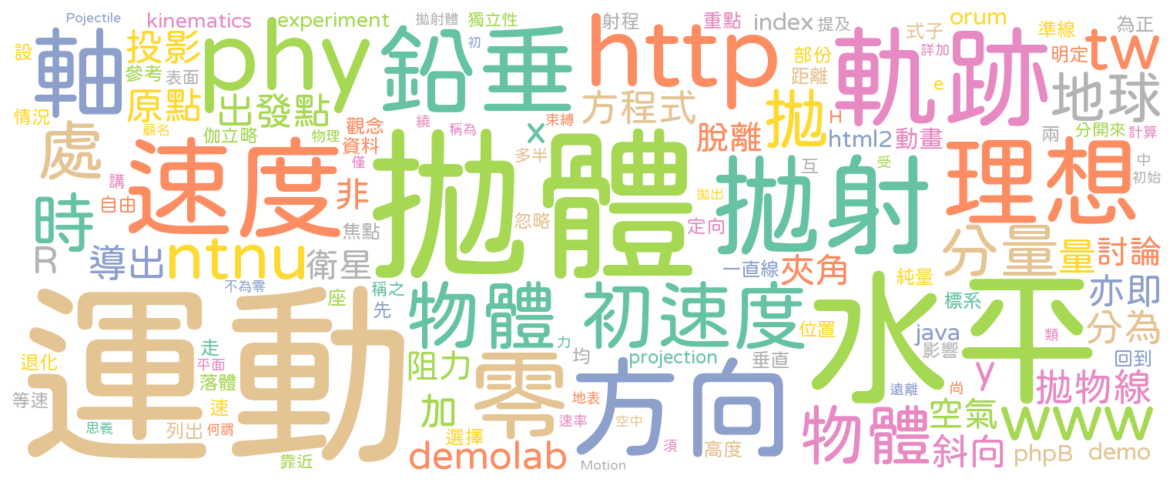 Pojectile kinematics experiment 拋射體 獨立性 射程 重點 index 提及 orum 準線 為正
設 軸 投影 phy 鉛垂 初 http 部份 軌跡 式子 詳加 明定 tw
參考 表面 原點 出發點 方程式 距離 拋 e 地球
情況 顧名 伽立略 物理 觀念 資料 繞 稱為 x 束縛 脫離 H html2 動畫 兩 分開來 計算
處 速度 講 僅 非 多半 拋體 拋射 互 受 理想 中 初始
時 自由 焦點 忽略 拋出 定向
R 導出 ntnu 衛星 一直線 夾角 純量 分量 量 討論
運動 不為零 座 稱之 先 物體 初速度 位置 水平 標系 亦即
走 力 均 projection 垂直 java 影響 類 分為 回到
退化 平面 落體 阻力 零 方向 遠離 尚 y 拋物線
等速 速 加 地表 物體 空氣 www
思義 列出 何謂 選擇 速率 空中 須 高度 斜向 phpB demo
靠近 demolab Motion